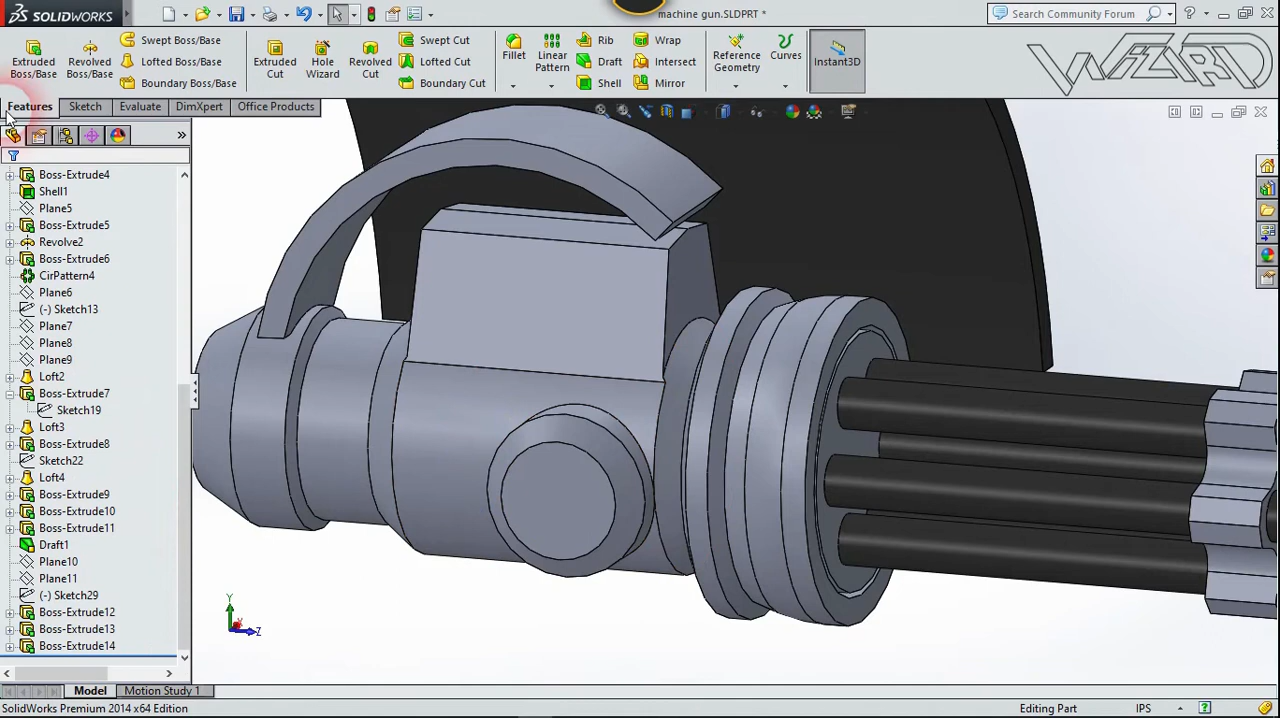 SOLIDWORKS
machine gun.SLDPRT *
Search Community Forum
Extruded Boss/Base
Revolved Boss/Base
Swept Boss/Base
Lofted Boss/Base
Boundary Boss/Base
Extruded Cut
Hole Wizard
Revolved Cut
Swept Cut
Lofted Cut
Boundary Cut
Fillet
Linear Pattern
Rib
Draft
Shell
Wrap
Intersect
Mirror
Reference Geometry
Curves
Instant3D
WIZARD
Features
Sketch
Evaluate
DimXpert
Office Products
Boss-Extrude4
Shell1
Plane5
Boss-Extrude5
Revolve2
Boss-Extrude6
CirPattern4
Plane6
(-) Sketch13
Plane7
Plane8
Plane9
Loft2
Boss-Extrude7
Sketch19
Loft3
Boss-Extrude8
Sketch22
Loft4
Boss-Extrude9
Boss-Extrude10
Boss-Extrude11
Draft1
Plane10
Plane11
(-) Sketch29
Boss-Extrude12
Boss-Extrude13
Boss-Extrude14
Y
Z
Model
Motion Study 1
SolidWorks Premium 2014 x64 Edition
Editing Part
IPS